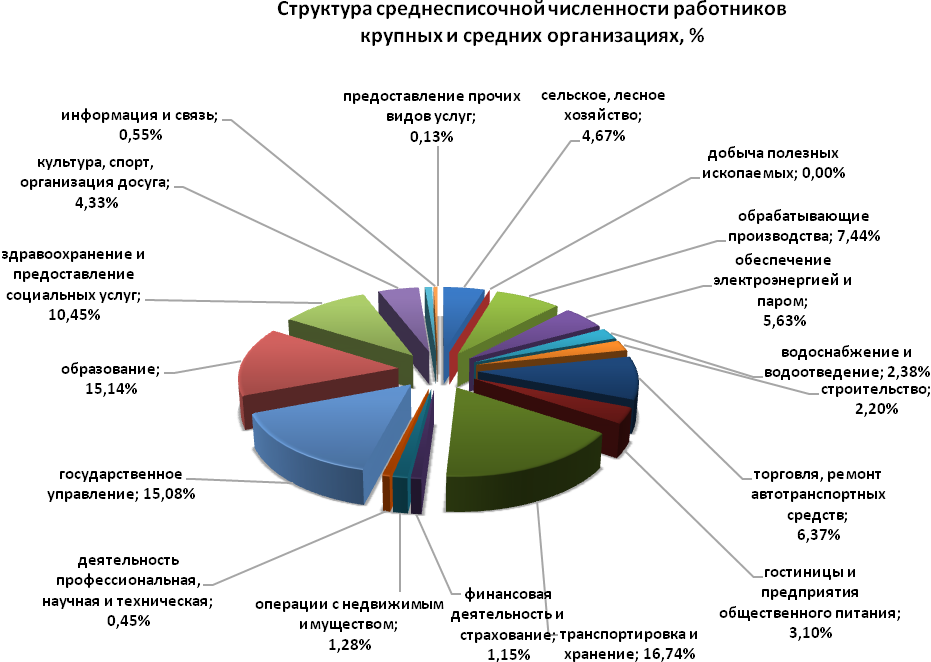 Структура среднесписочной численности работников
крупных и средних организациях, %
предоставление прочих
видов услуг;
0,13%
сельское, лесное
хозяйство;
4,67%
добыча полезных
ископаемых; 0,00%
обрабатывающие
производства; 7,44%
обеспечение
электроэнергией и
паром;
5,63%
водоснабжение и
водоотведение; 2,38%
строительство;
2,20%
торговля, ремонт
автотранспортных
средств;
6,37%
гостиницы и
предприятия
общественного питания;
3,10%
транспортировка и
хранение; 16,74%
финансовая
деятельность и
страхование;
1,15%
операции с недвижимым
имуществом;
1,28%
деятельность
профессиональная,
научная и техническая;
0,45%
государственное
управление; 15,08%
образование;
15,14%
здравоохранение и
предоставление
социальных услуг;
10,45%
культура, спорт,
организация досуга;
4,33%
информация и связь;
0,55%